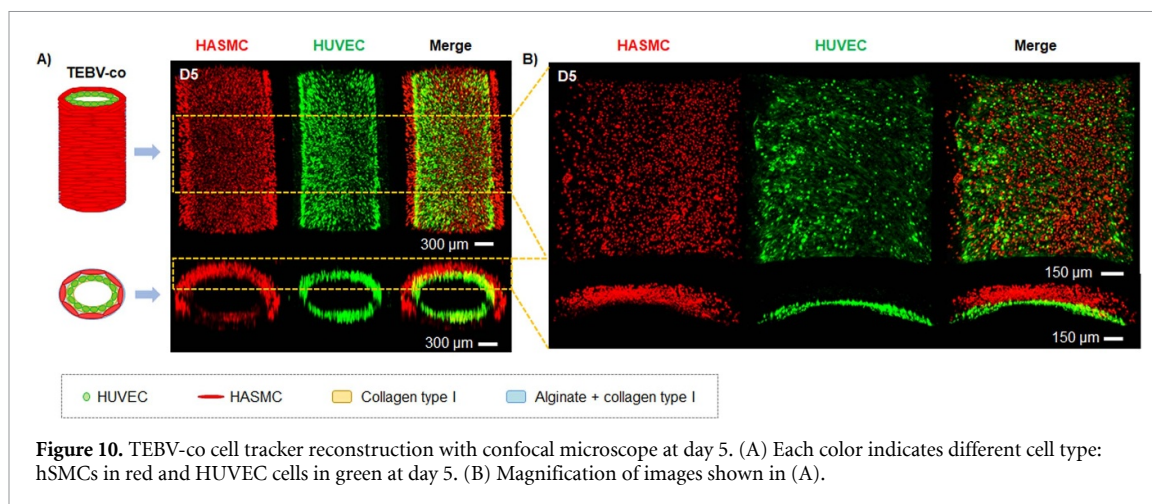 A)
TEBV-co
HASMC HUVEC Merge
D5
300 µm
300 µm
B)
HASMC HUVEC Merge
D5
150 µm
150 µm
HUVEC HASMC Collagen type I Alginate + collagen type I
Figure 10. TEBV-co cell tracker reconstruction with confocal microscope at day 5. (A) Each color indicates different cell type:
hSMCs in red and HUVEC cells in green at day 5. (B) Magnification of images shown in (A).